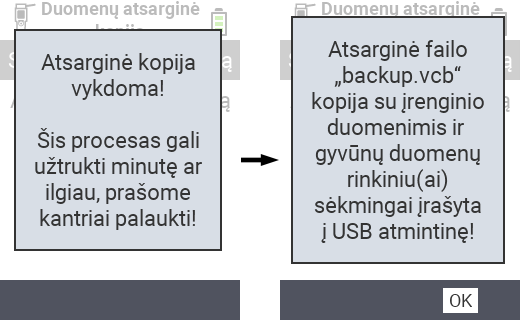 Duomenų atsarginė
Atsarginė kopija
vykdoma!
Šis procesas gali
užtrukti minutę ar
ilgiau, prašome
kantriai palaukti!
Duomenų atsarginė
Atsarginė failo
„backup.vcb“
kopija su įrenginio
duomenimis ir
gyvūnų duomenų
rinkiniu(ai)
sėkmingai įrašyta
į USB atmintinę!
OK